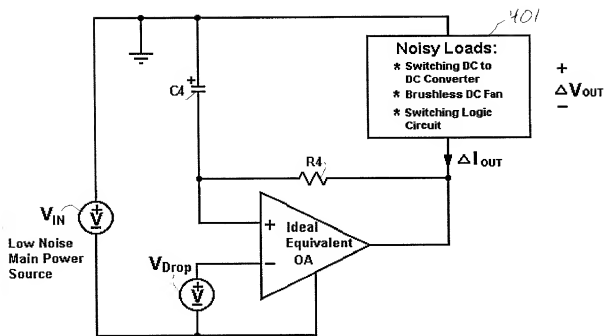 401
Noisy Loads:
* Switching DC to
DC Converter
* Brushless DC Fan
* Switching Logic
Circuit
+
ΔVOUT
−
+
C4
ΔIOUT
R4
+
Ideal
Equivalent
OA
−
VIN
+
V
−
Low Noise
Main Power
Source
VDrop
+
V
−